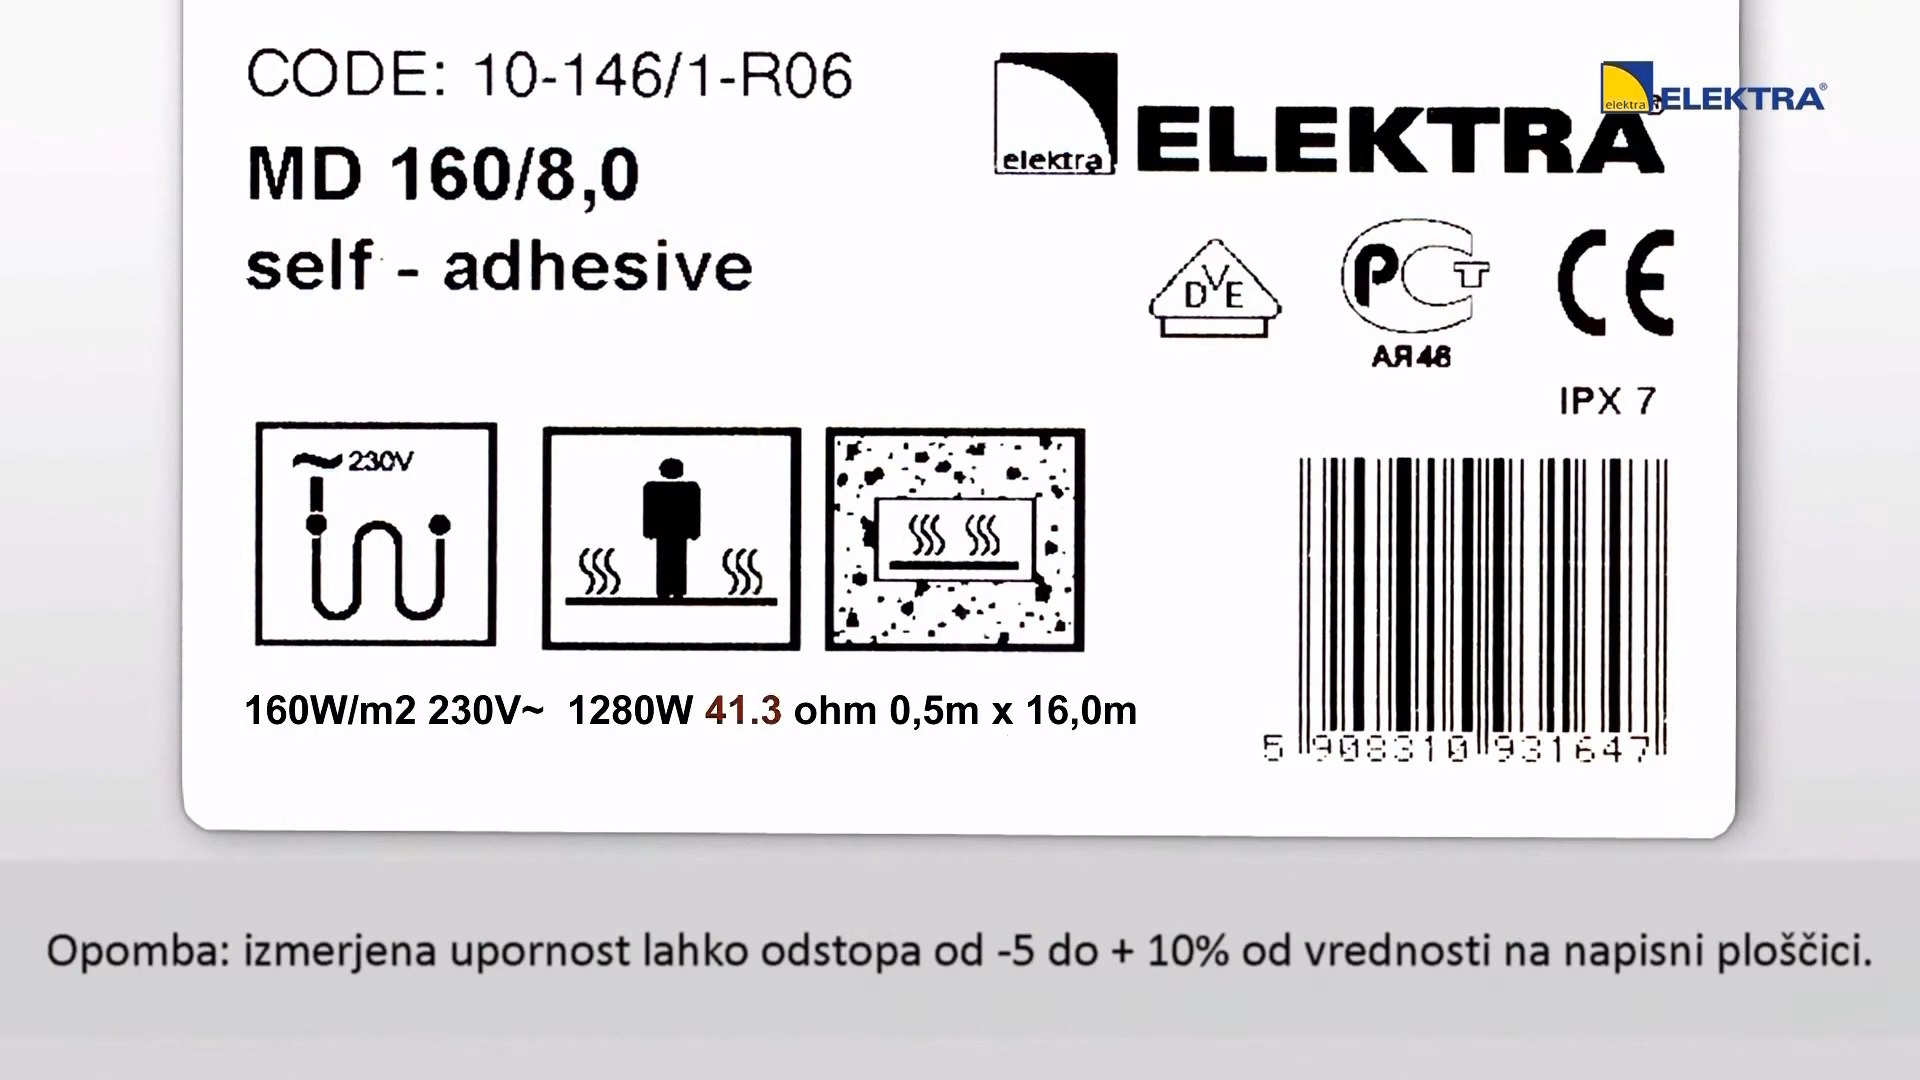 CODE: 10-146/1-R06
MD 160/8,0
self - adhesive
elektra
ELEKTRA®
elektra
ELEKTRA®
DVE
PCT
АЯ46
CE
IPX 7
~230V
160W/m2 230V~ 1280W 41.3 ohm 0,5m x 16,0m
5 908310 931647
Opomba: izmerjena upornost lahko odstopa od -5 do + 10% od vrednosti na napisni ploščici.